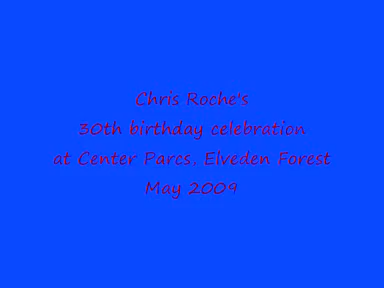 Chris Roche's
30th birthday celebration
at Center Parcs, Elveden Forest
May 2009